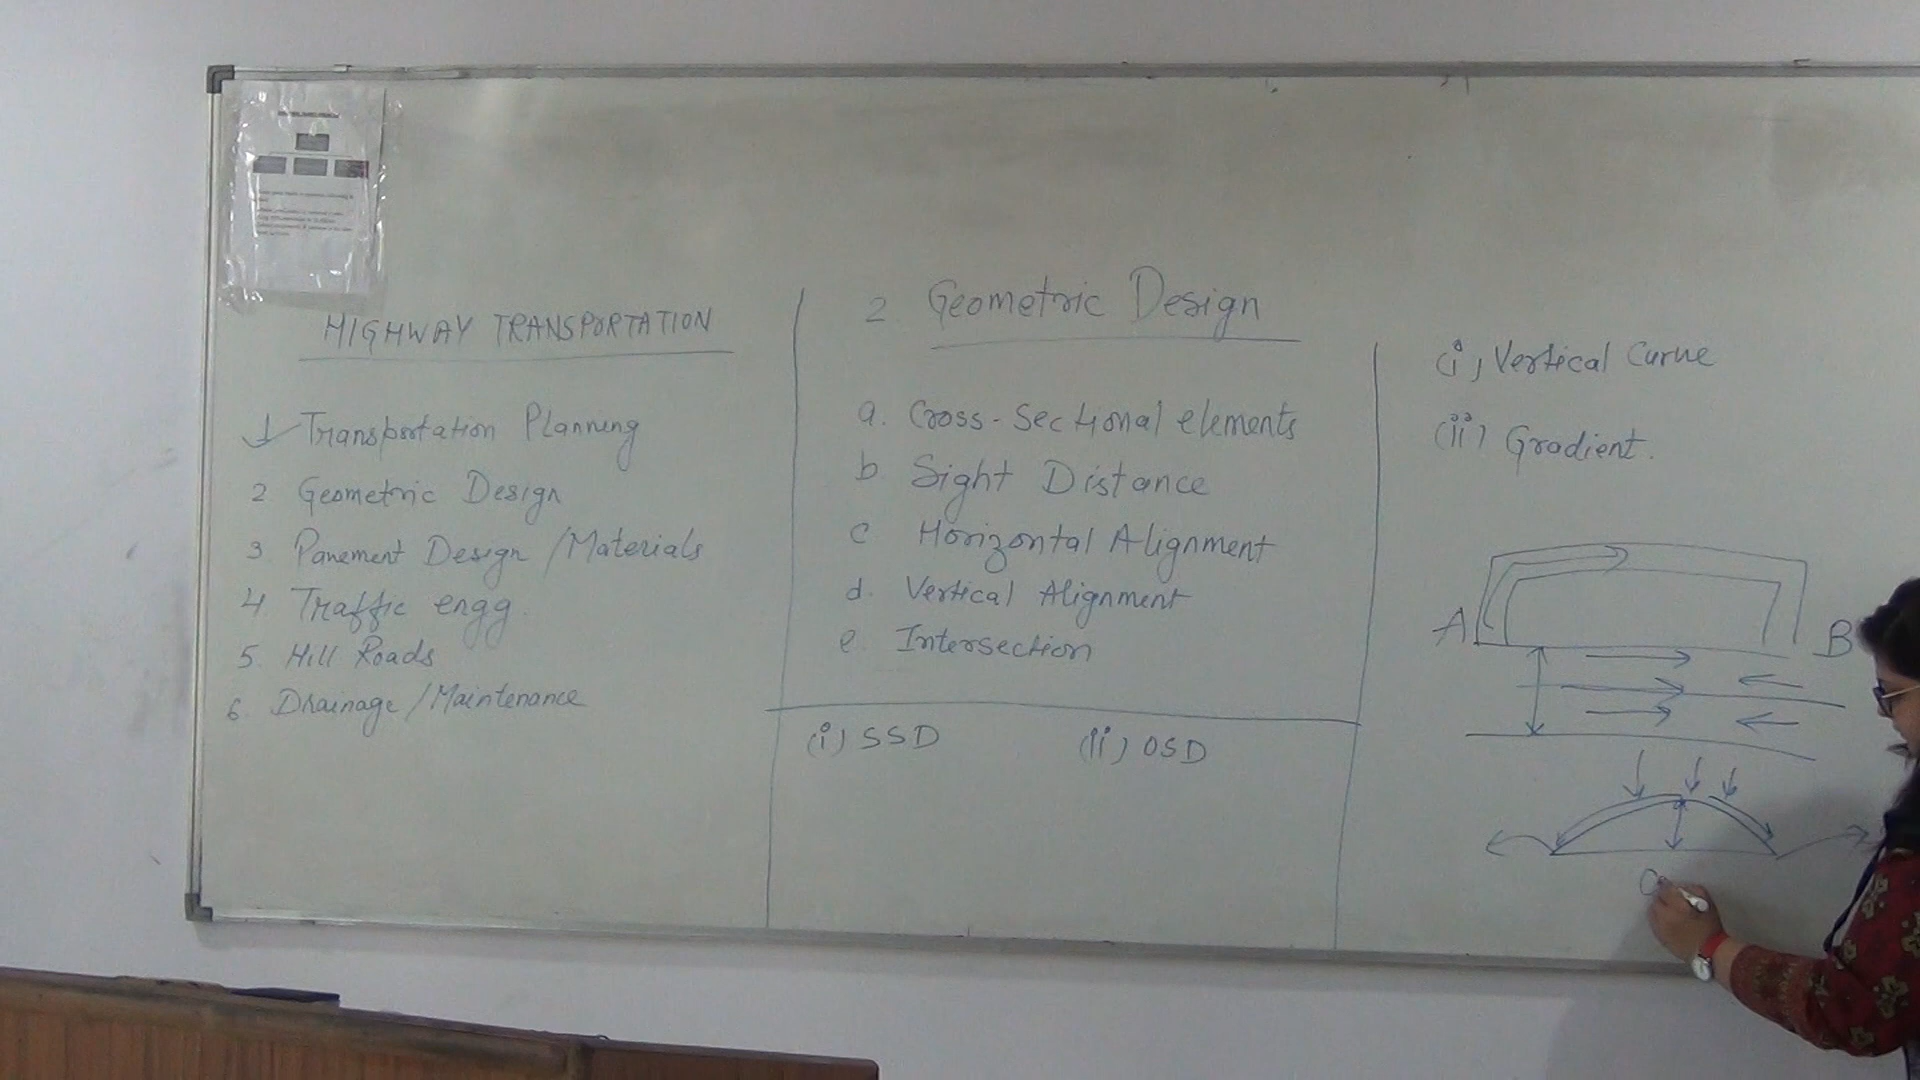 HIGHWAY TRANSPORTATION
1 Transportation Planning
2 Geometric Design
3 Pavement Design /Materials
4 Traffic engg.
5. Hill Roads
6. Drainage /Maintenance
2 Geometric Design
a. Cross-Sectional elements
b Sight Distance
c Horizontal Alignment
d. Vertical Alignment
e. Intersection
(i) SSD (ii) OSD
(i) Vertical Curve
(ii) Gradient.
A B